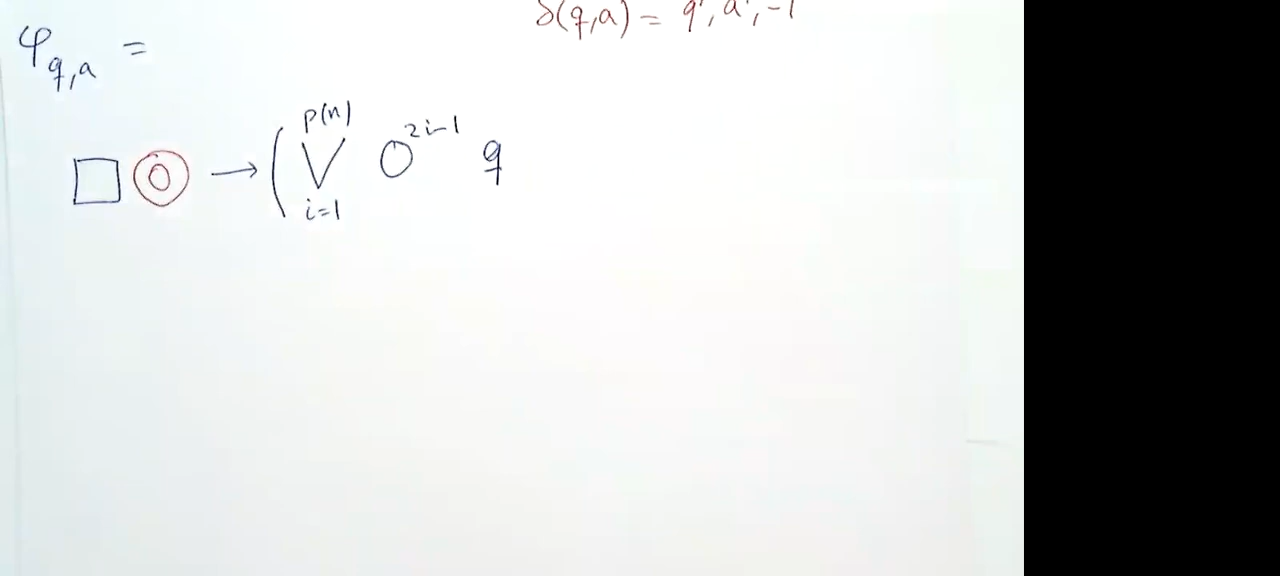 δ(q,a) = q', a', -1
φ_{q,a} =
□ ⊚ → ( ⋁_{i=1}^{p(n)} O^{2i-1} q